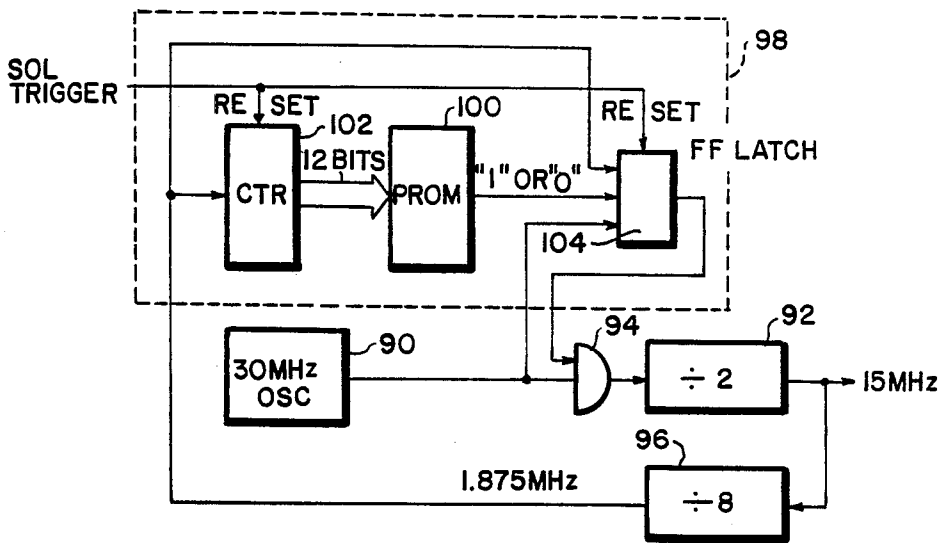 98
SOL
TRIGGER
RE SET
102
100
RE SET
FF LATCH
12 BITS
CTR
PROM
"1" OR "0"
104
94
92
90
30MHz
OSC
÷ 2
15MHz
96
1.875MHz
÷8